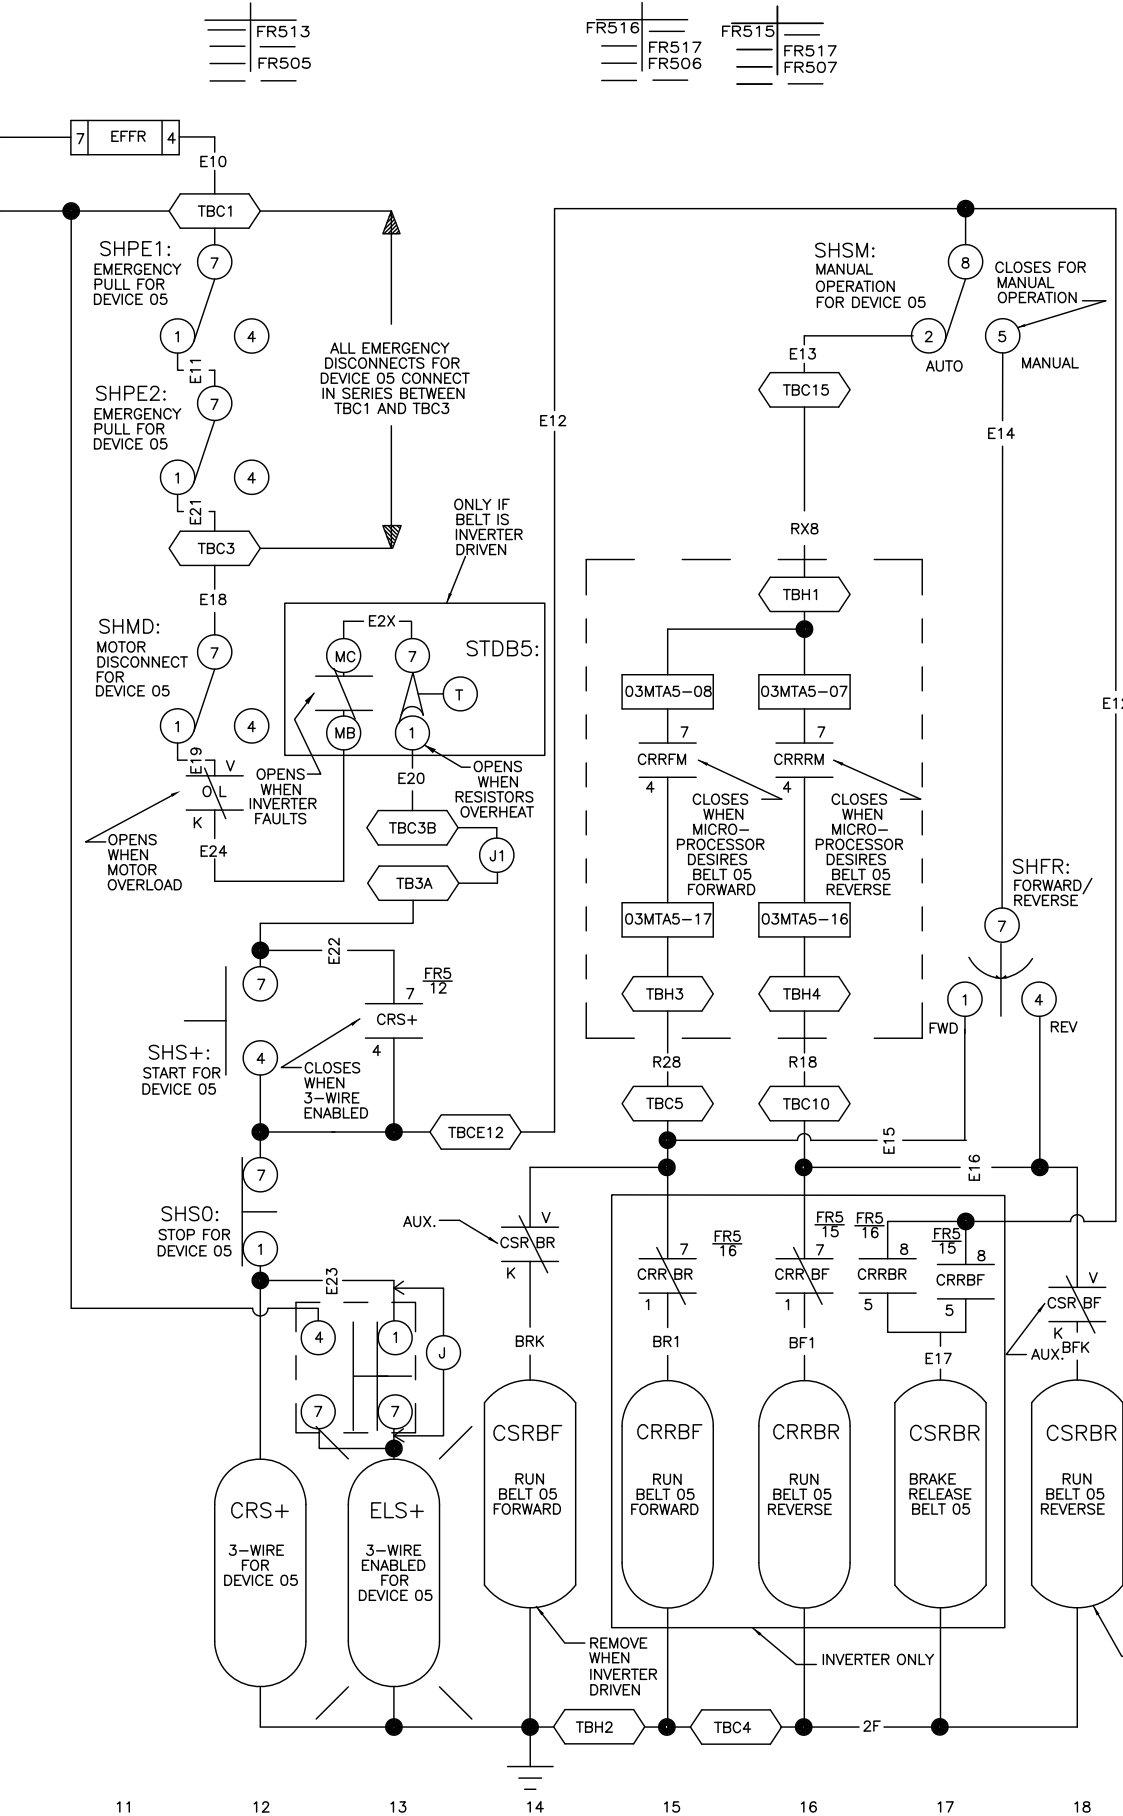 FR513
FR505
FR516
FR517
FR506
FR515
FR517
FR507
7 EFFR 4
E10
TBC1
SHPE1:
EMERGENCY
PULL FOR
DEVICE 05
7
1
4
E11
SHPE2:
EMERGENCY
PULL FOR
DEVICE 05
7
1
4
E21
TBC3
ALL EMERGENCY
DISCONNECTS FOR
DEVICE 05 CONNECT
IN SERIES BETWEEN
TBC1 AND TBC3
E18
SHMD:
MOTOR
DISCONNECT
FOR
DEVICE 05
7
1
4
E19
V
OL
K
E24
OPENS
WHEN
MOTOR
OVERLOAD
ONLY IF
BELT IS
INVERTER
DRIVEN
E2X
STDB5:
MC
7
T
MB
1
OPENS
WHEN
INVERTER
FAULTS
E20
OPENS
WHEN
RESISTORS
OVERHEAT
TBC3B
J1
TB3A
E22
7
FR5
12
7
CRS+
4
SHS+:
START FOR
DEVICE 05
4
CLOSES
WHEN
3-WIRE
ENABLED
TBCE12
7
SHS0:
STOP FOR
DEVICE 05
1
E23
4
1
J
7
7
CRS+
3-WIRE
FOR
DEVICE 05
ELS+
3-WIRE
ENABLED
FOR
DEVICE 05
E12
SHSM:
MANUAL
OPERATION
FOR DEVICE 05
8
CLOSES FOR
MANUAL
OPERATION
2
5
AUTO
MANUAL
E13
TBC15
E14
E12
RX8
TBH1
03MTA5-08
03MTA5-07
7
CRRFM
4
7
CRRRM
4
CLOSES
WHEN
MICRO-
PROCESSOR
DESIRES
BELT 05
FORWARD
CLOSES
WHEN
MICRO-
PROCESSOR
DESIRES
BELT 05
REVERSE
03MTA5-17
03MTA5-16
TBH3
TBH4
SHFR:
FORWARD/
REVERSE
7
1
4
FWD
REV
R28
R18
TBC5
TBC10
E15
E16
AUX.
V
CSRBR
K
BRK
FR5
16
7
CRRBR
1
BR1
FR5
15
7
CRRBF
1
BF1
FR5
16
8
CRRBR
5
FR5
15
8
CRRBF
5
E17
V
CSRBF
K
AUX.
BFK
CSRBF
RUN
BELT 05
FORWARD
CRRBF
RUN
BELT 05
FORWARD
CRRBR
RUN
BELT 05
REVERSE
CSRBR
BRAKE
RELEASE
BELT 05
CSRBR
RUN
BELT 05
REVERSE
REMOVE
WHEN
INVERTER
DRIVEN
INVERTER ONLY
TBH2
TBC4
2F
11 12 13 14 15 16 17 18